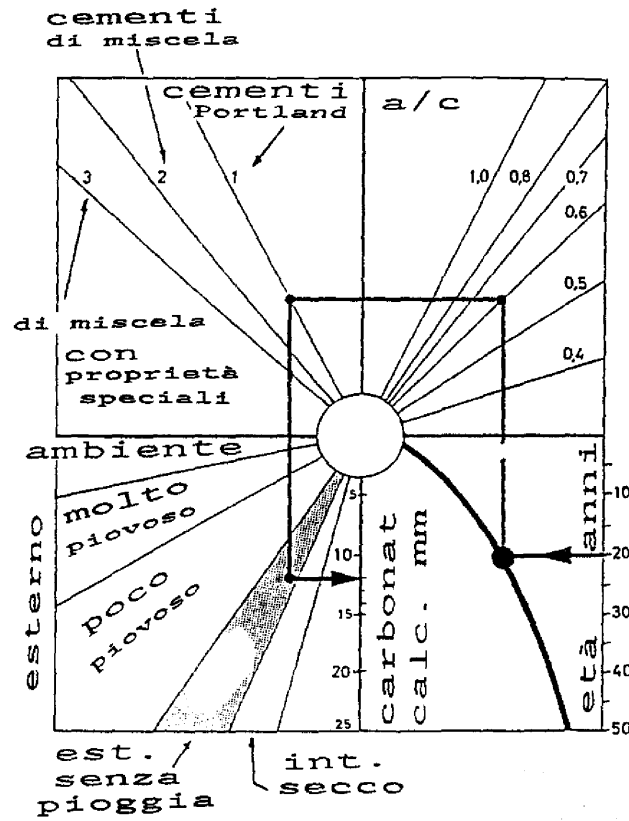 cementi
di miscela
cementi
Portland
a/c
3
2
1
1,0
0,8
0,7
0,6
0,5
0,4
di miscela
con
proprietà
speciali
ambiente
esterno
molto
piovoso
poco
piovoso
est.
senza
pioggia
int.
secco
5
10
15
20
25
carbonat
calc. mm
età anni
5
10
20
30
40
50